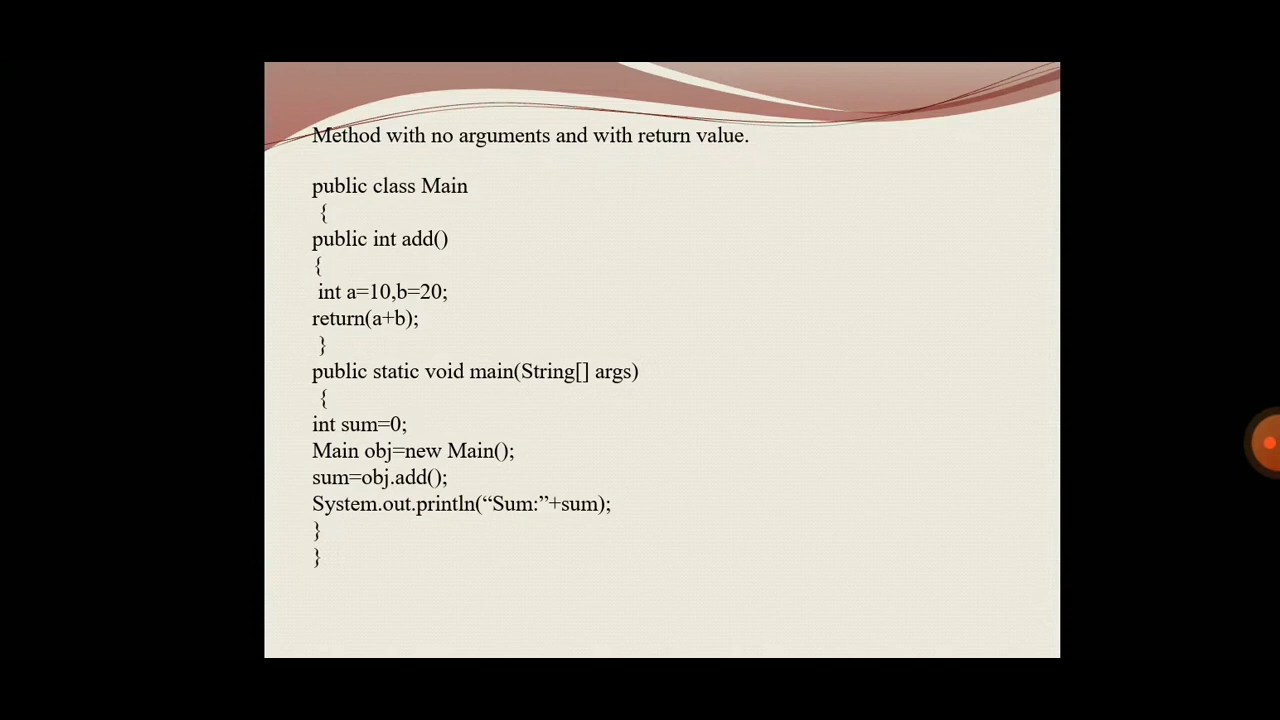 Method with no arguments and with return value.
public class Main
{
public int add()
{
int a=10,b=20;
return(a+b);
}
public static void main(String[] args)
{
int sum=0;
Main obj=new Main();
sum=obj.add();
System.out.println(“Sum:”+sum);
}
}